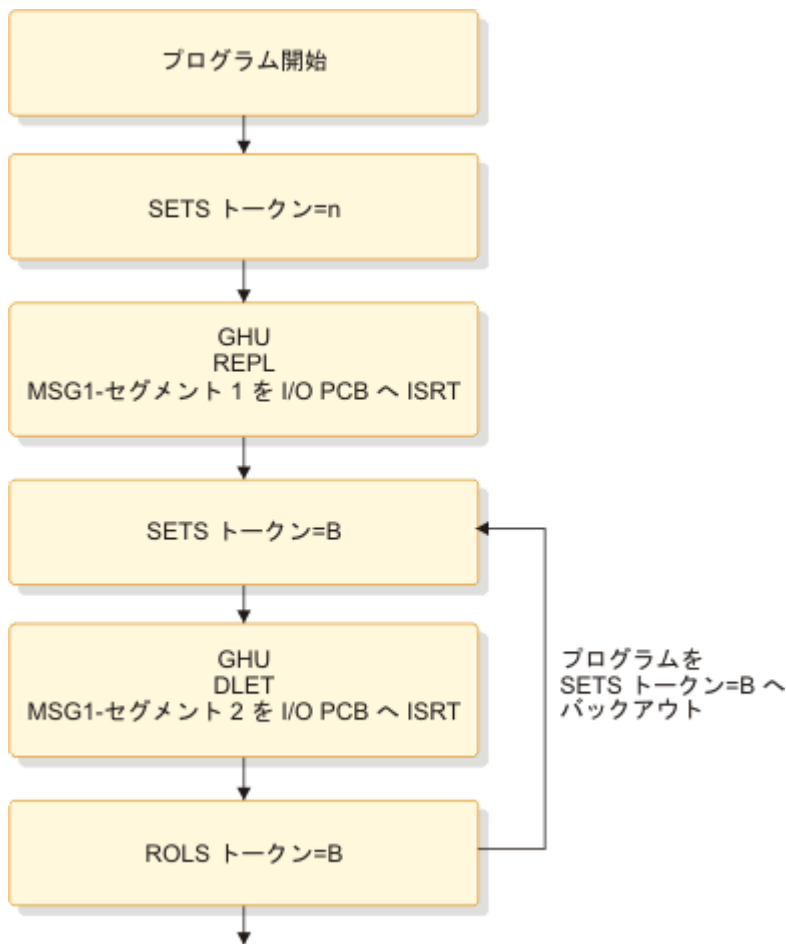 プログラム開始
SETS トークン=n
GHU
REPL
MSG1-セグメント 1 を I/O PCB へ ISRT
SETS トークン=B
GHU
DLET
MSG1-セグメント 2 を I/O PCB へ ISRT
プログラムを
SETS トークン=B へ
バックアウト
ROLS トークン=B